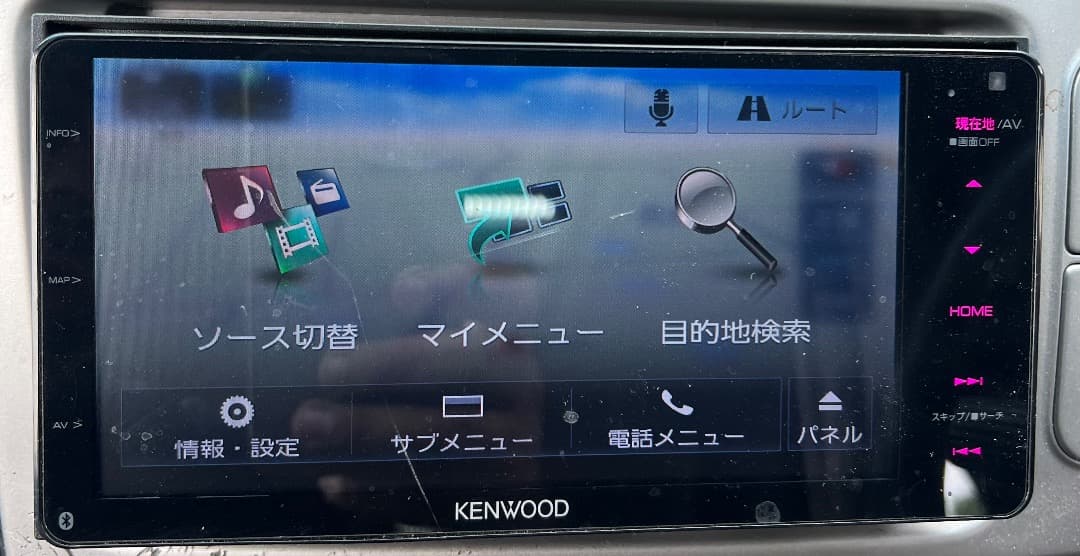 INFO>
MAP>
AV>
ルート
ソース切替
マイメニュー
目的地検索
情報・設定
サブメニュー
電話メニュー
パネル
現在地/AV
■画面OFF
HOME
スキップ/■サーチ
KENWOOD